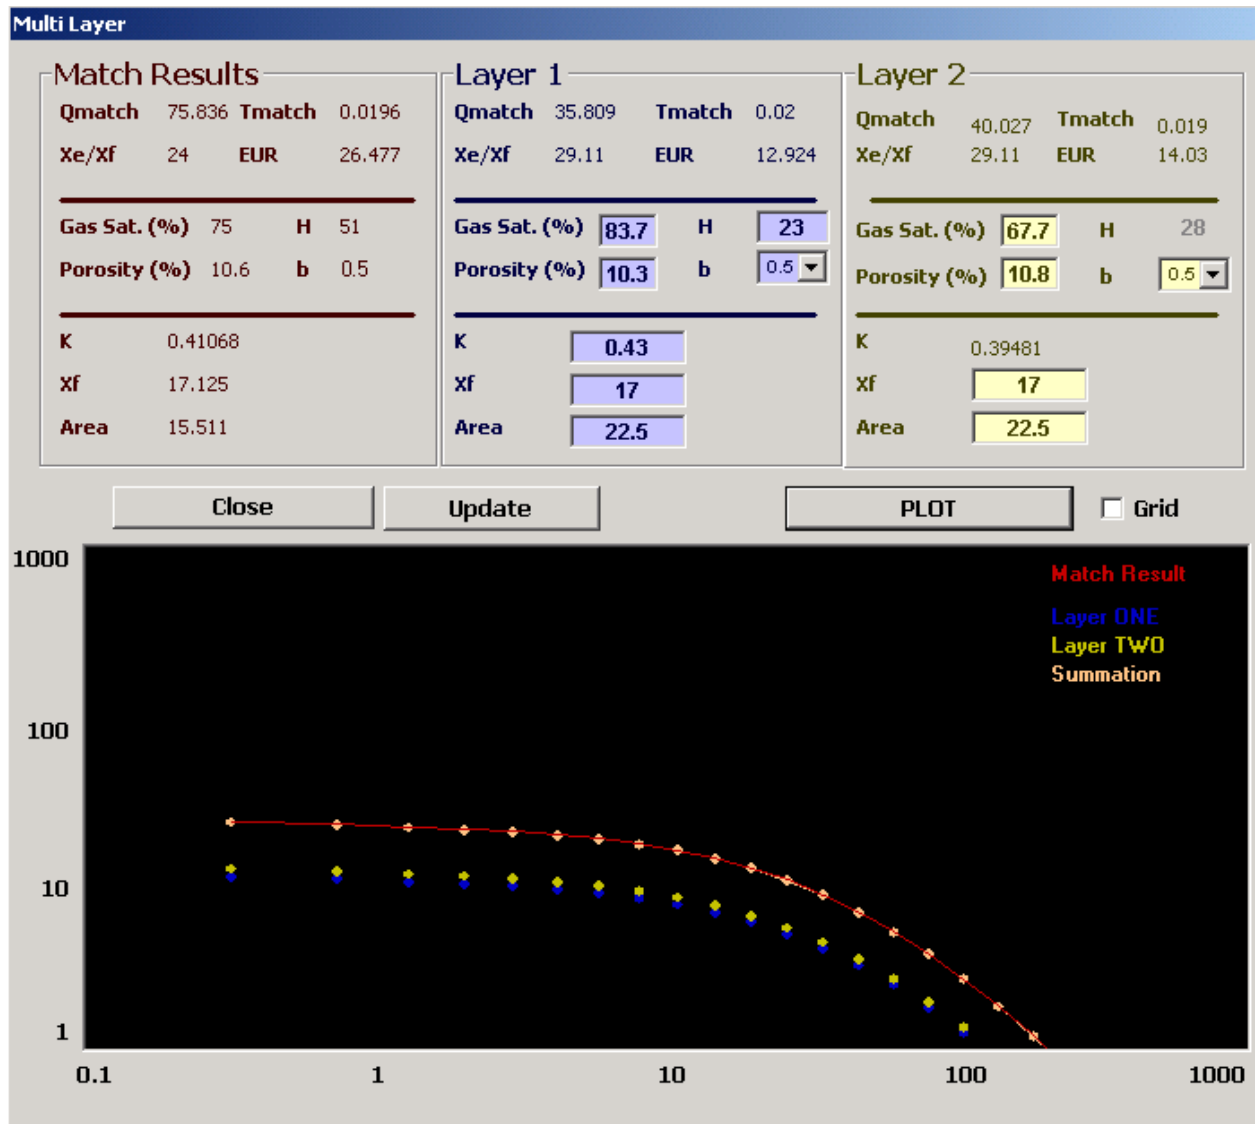 Multi Layer
Match Results
Qmatch 75.836 Tmatch 0.0196
Xe/Xf 24 EUR 26.477
Gas Sat. (%) 75 H 51
Porosity (%) 10.6 b 0.5
K 0.41068
Xf 17.125
Area 15.511
Layer 1
Qmatch 35.809 Tmatch 0.02
Xe/Xf 29.11 EUR 12.924
Gas Sat. (%) 83.7 H 23
Porosity (%) 10.3 b 0.5
K 0.43
Xf 17
Area 22.5
Layer 2
Qmatch 40.027 Tmatch 0.019
Xe/Xf 29.11 EUR 14.03
Gas Sat. (%) 67.7 H 28
Porosity (%) 10.8 b 0.5
K 0.39481
Xf 17
Area 22.5
Close Update PLOT Grid
1000
100
10
1
Match Result
Layer ONE
Layer TWO
Summation
0.1 1 10 100 1000